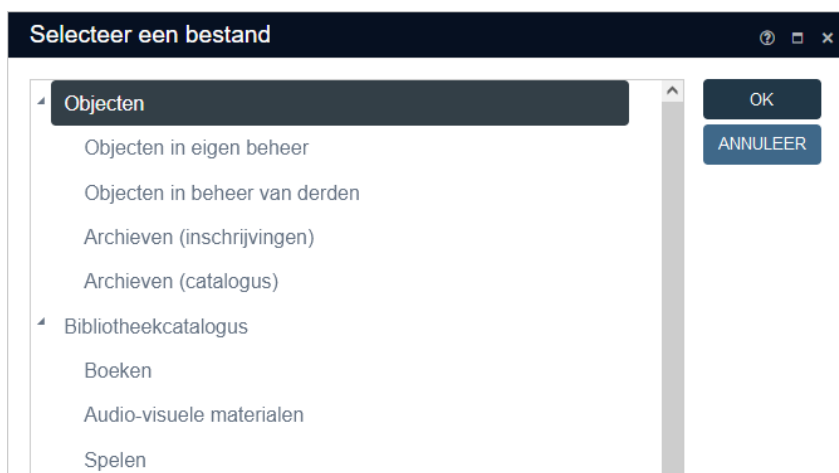 Selecteer een bestand
Objecten
OK
Objecten in eigen beheer
ANNULEER
Objecten in beheer van derden
Archieven (inschrijvingen)
Archieven (catalogus)
Bibliotheekcatalogus
Boeken
Audio-visuele materialen
Spelen